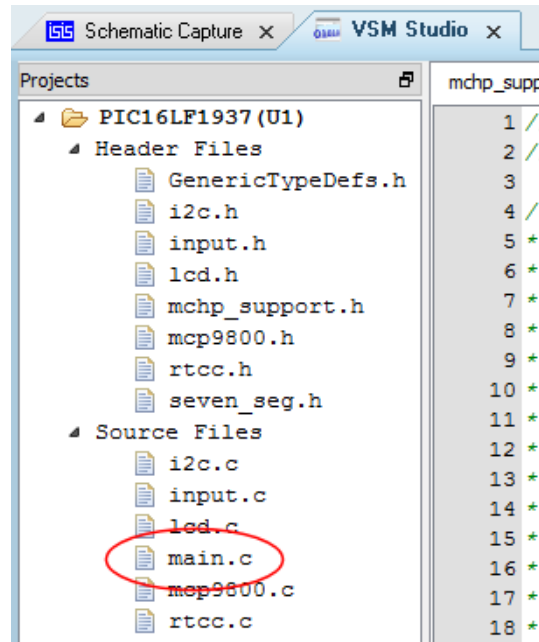 isis Schematic Capture x VSM Studio x
Projects
mchp_supp
PIC16LF1937(U1)
Header Files
GenericTypeDefs.h
i2c.h
input.h
lcd.h
mchp_support.h
mcp9800.h
rtcc.h
seven_seg.h
Source Files
i2c.c
input.c
lcd.c
main.c
mcp9800.c
rtcc.c
1 /
2 /
3
4 /
5 *
6 *
7 *
8 *
9 *
10 *
11 *
12 *
13 *
14 *
15 *
16 *
17 *
18 *